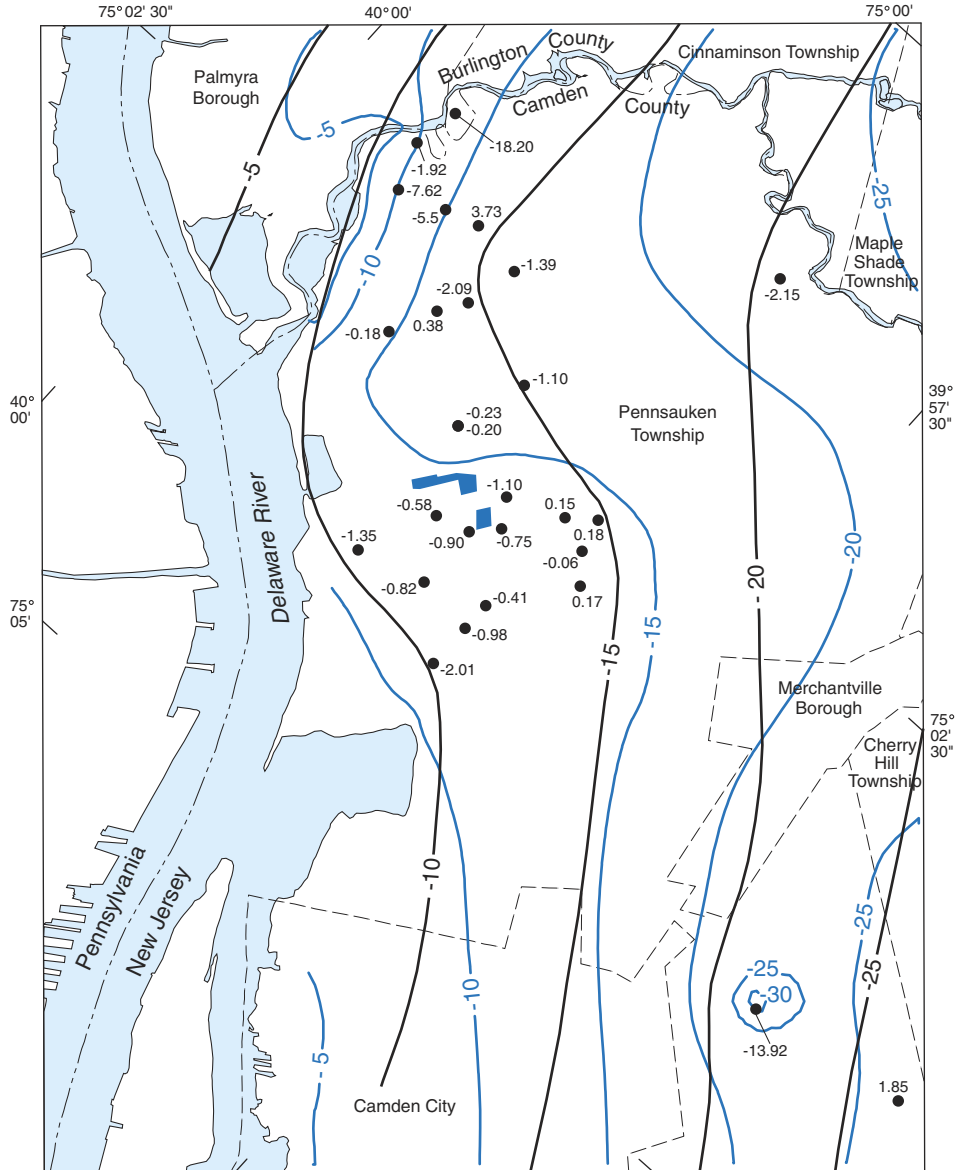 75° 02' 30"
40°00'
75° 00'
Palmyra
Borough
Burlington
County
Camden
County
Cinnaminson Township
-5
-5
-18.20
-1.92
-7.62
-5.5
3.73
-25
Maple
Shade
Township
-10
-1.39
-2.09
-2.15
-0.18
0.38
-1.10
40°
00'
39°
57'
30"
-0.23
-0.20
Pennsauken
Township
-1.10
-0.58
0.15
0.18
-1.35
-0.90
-0.75
-0.06
-20
-20
Delaware River
-0.82
0.17
75°
05'
-0.41
-0.98
-15
-15
-2.01
Merchantville
Borough
75°
02'
30"
Cherry
Hill
Township
Pennsylvania
New Jersey
-10
-10
-25
-25
-25
-30
-13.92
-5
1.85
Camden City